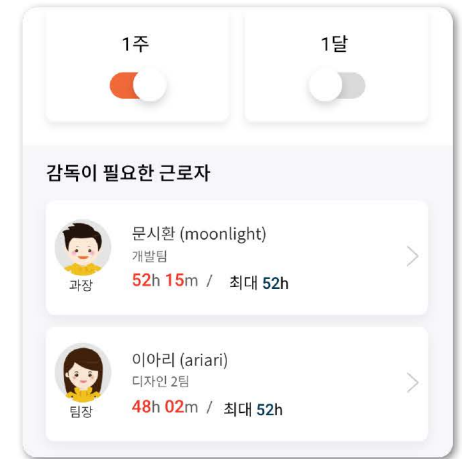 1주
1달
감독이 필요한 근로자
문시환 (moonlight)
개발팀
과장
52h 15m / 최대 52h
이아리 (ariari)
디자인 2팀
팀장
48h 02m / 최대 52h